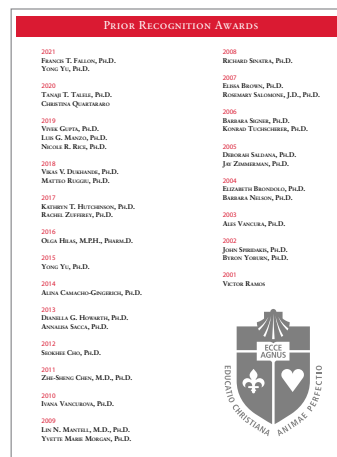 Prior Recognition Awards
2021
Francis T. Fallon, Ph.D.
Yong Yu, Ph.D.
2020
Tanaji T. Talele, Ph.D.
Christina Quartararo
2019
Vivek Gupta, Ph.D.
Luis G. Manzo, Ph.D.
Nicole R. Rice, Ph.D.
2018
Vikas V. Dukhande, Ph.D.
Matteo Ruggiu, Ph.D.
2017
Kathryn T. Hutchinson, Ph.D.
Rachel Zufferey, Ph.D.
2016
Olga Hilas, M.P.H., Pharm.D.
2015
Yong Yu, Ph.D.
2014
Alina Camacho-Gingerich, Ph.D.
2013
Dianella G. Howarth, Ph.D.
Annalisa Sacca, Ph.D.
2012
Seokhee Cho, Ph.D.
2011
Zhe-Sheng Chen, M.D., Ph.D.
2010
Ivana Vancurova, Ph.D.
2009
Lin N. Mantell, M.D., Ph.D.
Yvette Marie Morgan, Ph.D.
2008
Richard Sinatra, Ph.D.
2007
Elissa Brown, Ph.D.
Rosemary Salomone, J.D., Ph.D.
2006
Barbara Signer, Ph.D.
Konrad Tuchscherer, Ph.D.
2005
Deborah Saldana, Ph.D.
Jay Zimmerman, Ph.D.
2004
Elizabeth Brondolo, Ph.D.
Barbara Nelson, Ph.D.
2003
Ales Vancura, Ph.D.
2002
John Spiridakis, Ph.D.
Byron Yoburn, Ph.D.
2001
Victor Ramos
ECCE
AGNUS
EDUCATIO CHRISTIANA ANIMAE PERFECTIO